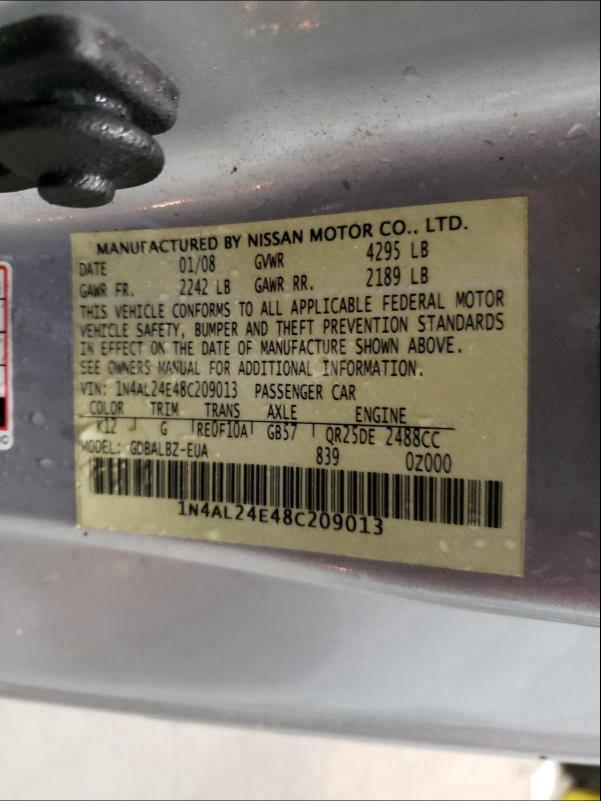 MANUFACTURED BY NISSAN MOTOR CO., LTD.
DATE 01/08 GVWR 4295 LB
GAWR FR. 2242 LB GAWR RR. 2189 LB
THIS VEHICLE CONFORMS TO ALL APPLICABLE FEDERAL MOTOR
VEHICLE SAFETY, BUMPER AND THEFT PREVENTION STANDARDS
IN EFFECT ON THE DATE OF MANUFACTURE SHOWN ABOVE.
SEE OWNERS MANUAL FOR ADDITIONAL INFORMATION.
VIN: 1N4AL24E48C209013 PASSENGER CAR
COLOR TRIM TRANS AXLE ENGINE
K12 G RE0F10A GB57 QR25DE 2488CC
MODEL: GDBALBZ-EUA 839 0Z000
1N4AL24E48C209013